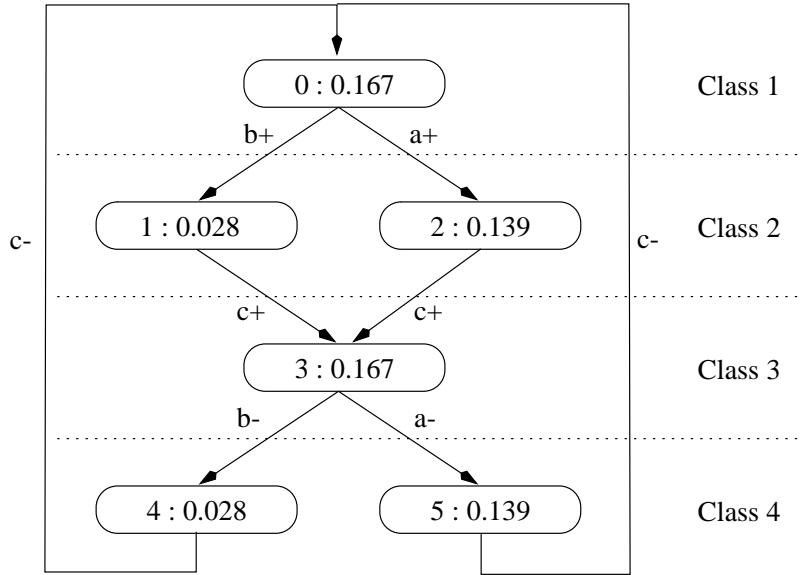 0 : 0.167
Class 1
b+
a+
1 : 0.028
2 : 0.139
Class 2
c-
c-
c+
c+
3 : 0.167
Class 3
b-
a-
4 : 0.028
5 : 0.139
Class 4